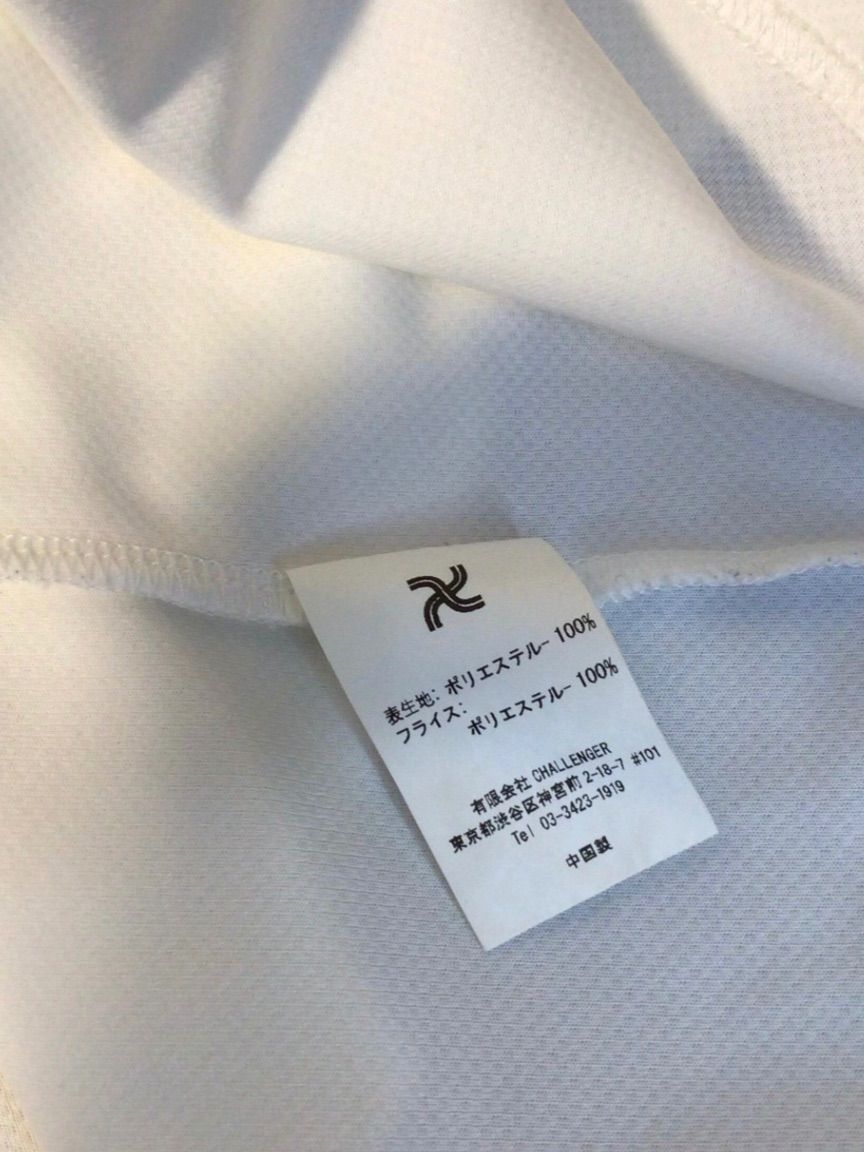 表生地: ポリエステル- 100%
フライス:
ポリエステル- 100%
有限会社 CHALLENGER
東京都渋谷区神宮前 2-18-7 #101
Tel 03-3423-1919
中国製